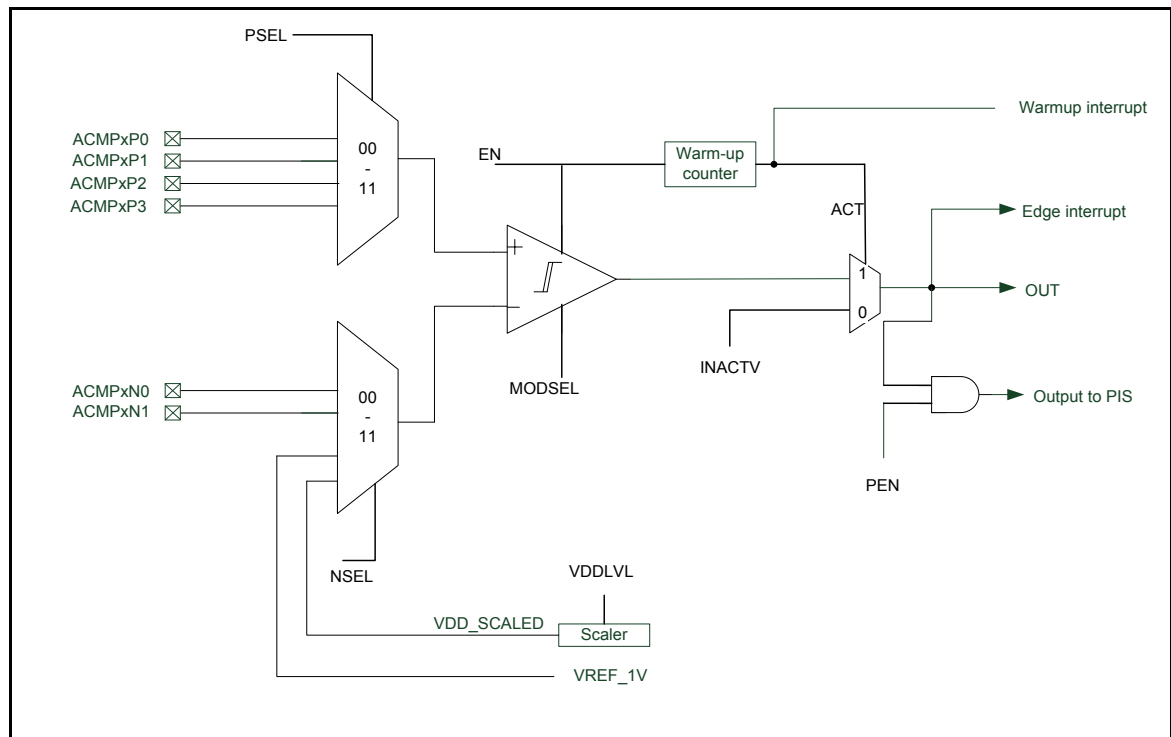 PSEL
ACMPxP0
ACMPxP1
ACMPxP2
ACMPxP3
00
-
11
EN
Warm-up
counter
Warmup interrupt
ACT
Edge interrupt
+
1
0
OUT
INACTV
MODSEL
Output to PIS
PEN
ACMPxN0
ACMPxN1
00
-
11
NSEL
VDDLVL
VDD_SCALED
Scaler
VREF_1V